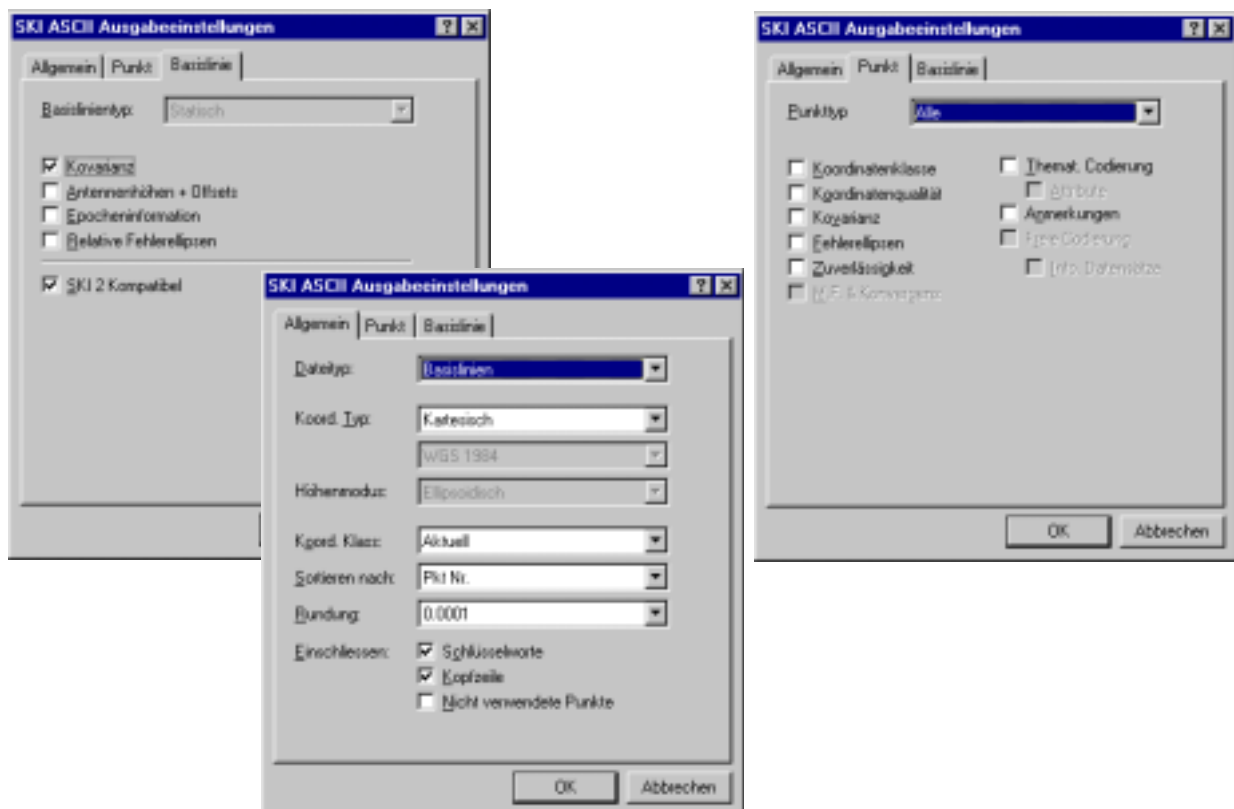 SKI ASCII Ausgabeeinstellungen
Allgemein Punkt Basislinie
Basislinientyp: Statisch
Kovarianz
Antennenhöhen + Offsets
Epocheninformation
Relative Fehlerellipsen
SKI 2 Kompatibel
SKI ASCII Ausgabeeinstellungen
Allgemein Punkt Basislinie
Dateityp: Basislinien
Koord. Typ: Kartesisch
WGS 1984
Höhenmodus: Ellipsoidisch
Koord. Klass: Aktuell
Sortieren nach: Pkt Nr.
Rundung: 0.0001
Einschliessen: Schlüsselworte
Kopfzeile
Nicht verwendete Punkte
OK Abbrechen
SKI ASCII Ausgabeeinstellungen
Allgemein Punkt Basislinie
Punkttyp Alle
Koordinatenklasse
Koordinatenqualität
Kovarianz
Fehlerellipsen
Zuverlässigkeit
M.F. & Konvergenz
Themat. Codierung
Attribute
Anmerkungen
Freie Codierung
Info. Datensätze
OK Abbrechen